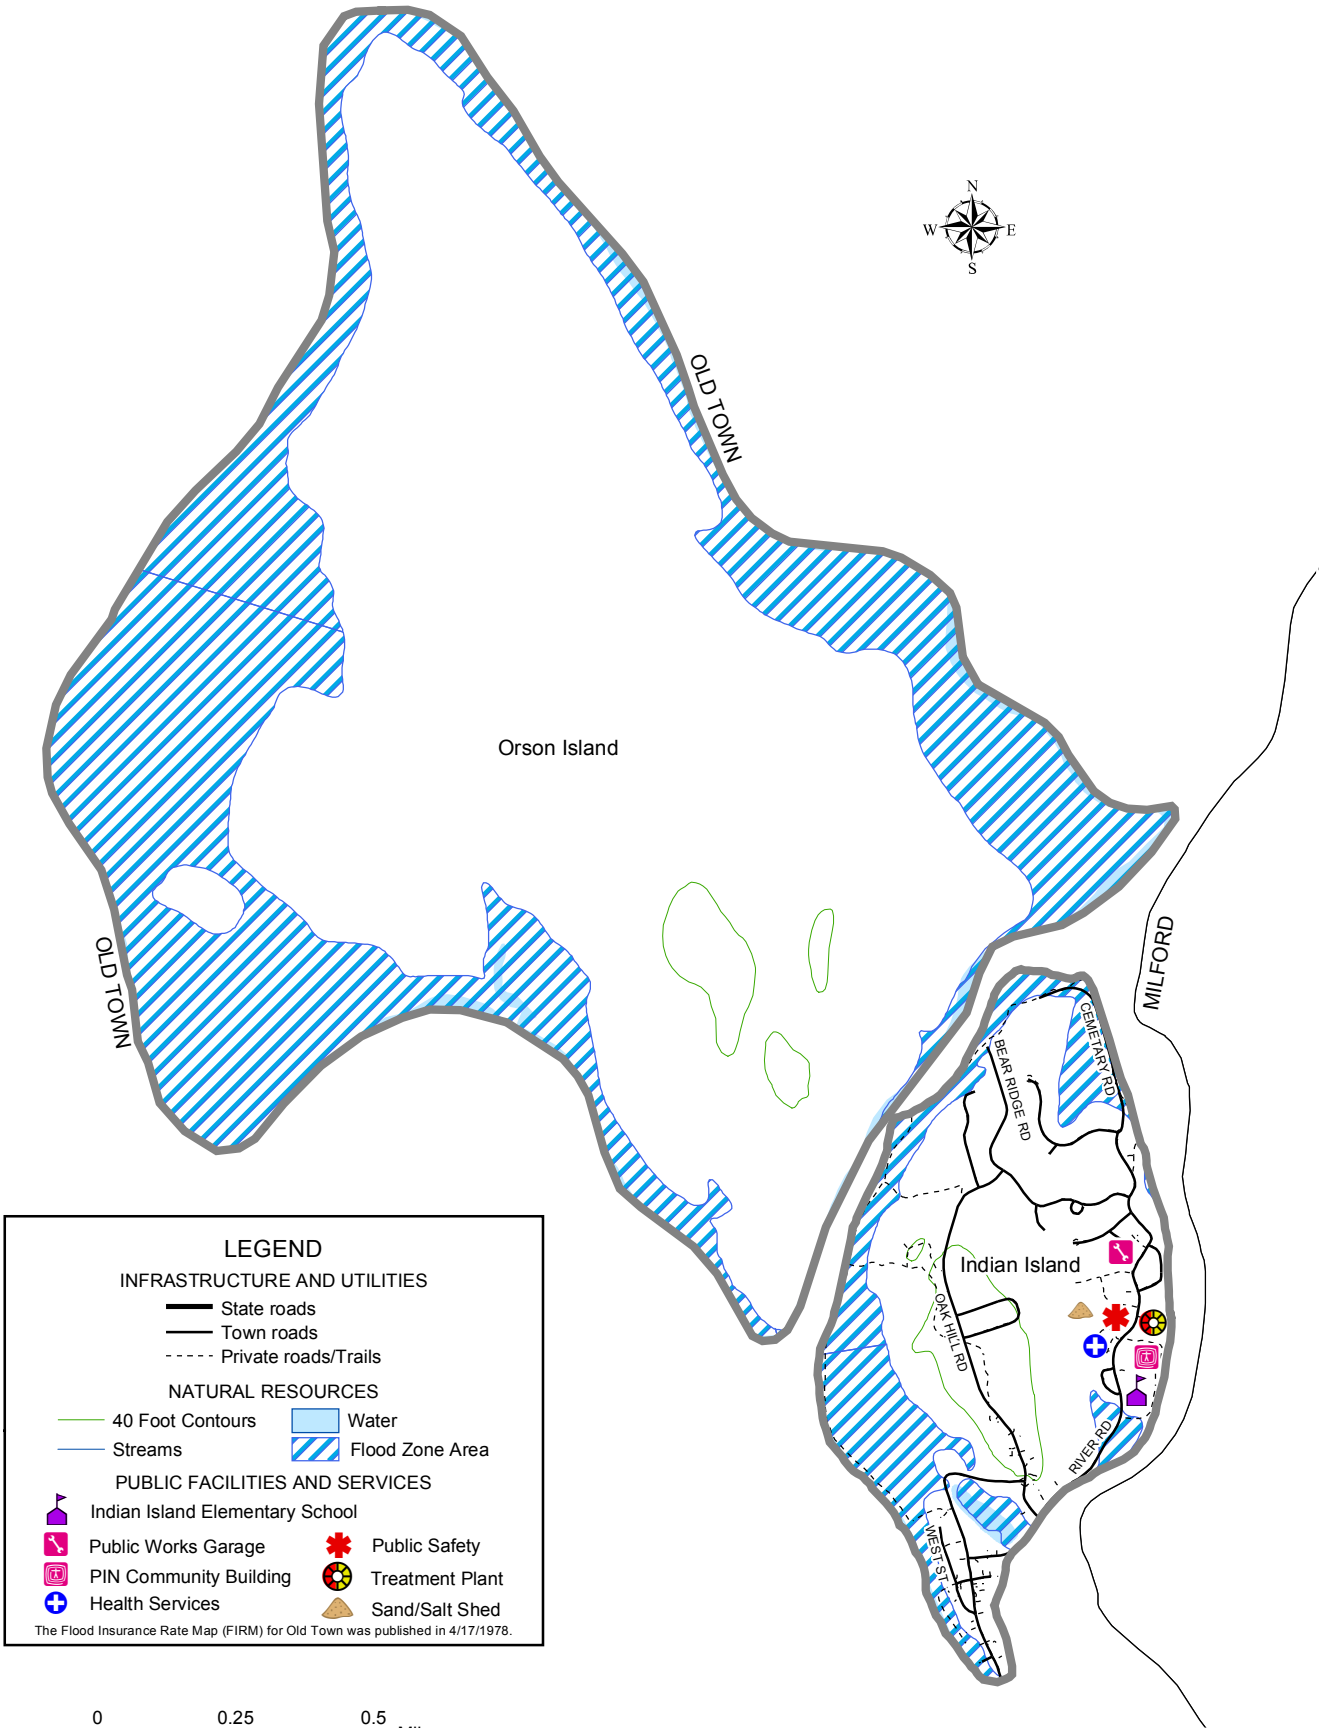 N
W E
S
OLD TOWN
Orson Island
OLD TOWN
MILFORD
CEMETARY RD
BEAR RIDGE RD
Indian Island
OAK HILL RD
RIVER RD
WEST ST
LEGEND
INFRASTRUCTURE AND UTILITIES
State roads
Town roads
Private roads/Trails
NATURAL RESOURCES
40 Foot Contours Water
Streams Flood Zone Area
PUBLIC FACILITIES AND SERVICES
Indian Island Elementary School
Public Works Garage Public Safety
PIN Community Building Treatment Plant
Health Services Sand/Salt Shed
The Flood Insurance Rate Map (FIRM) for Old Town was published in 4/17/1978.
0 0.25 0.5